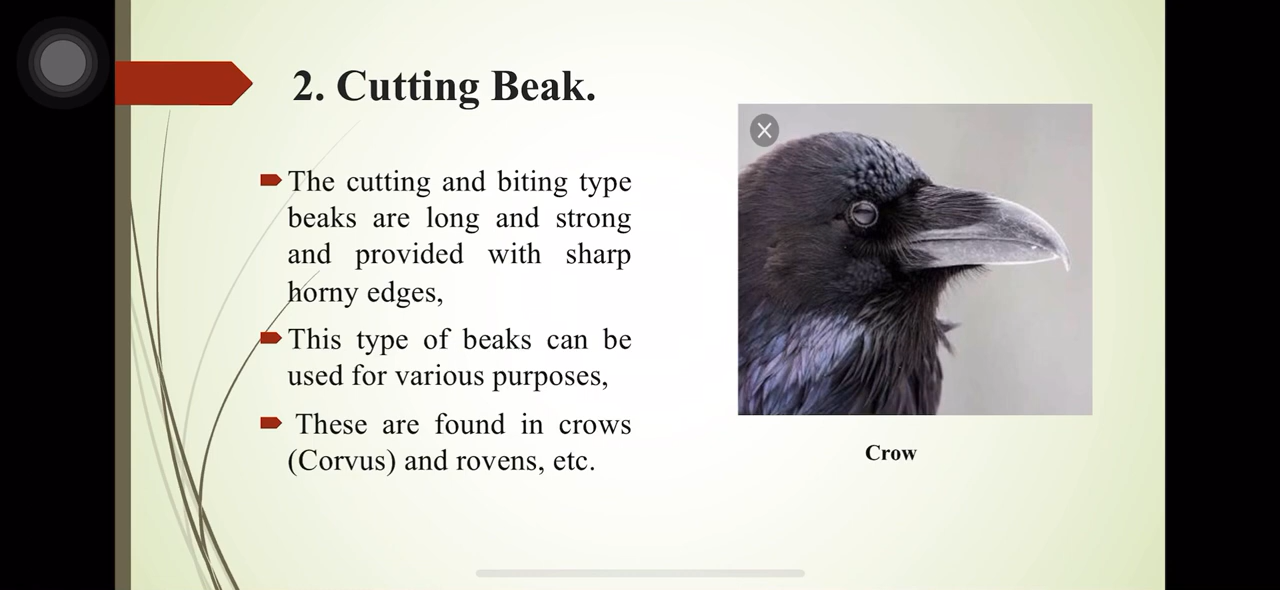 2. Cutting Beak.
The cutting and biting type
beaks are long and strong
and provided with sharp
horny edges,
This type of beaks can be
used for various purposes,
These are found in crows
(Corvus) and rovens, etc.
Crow